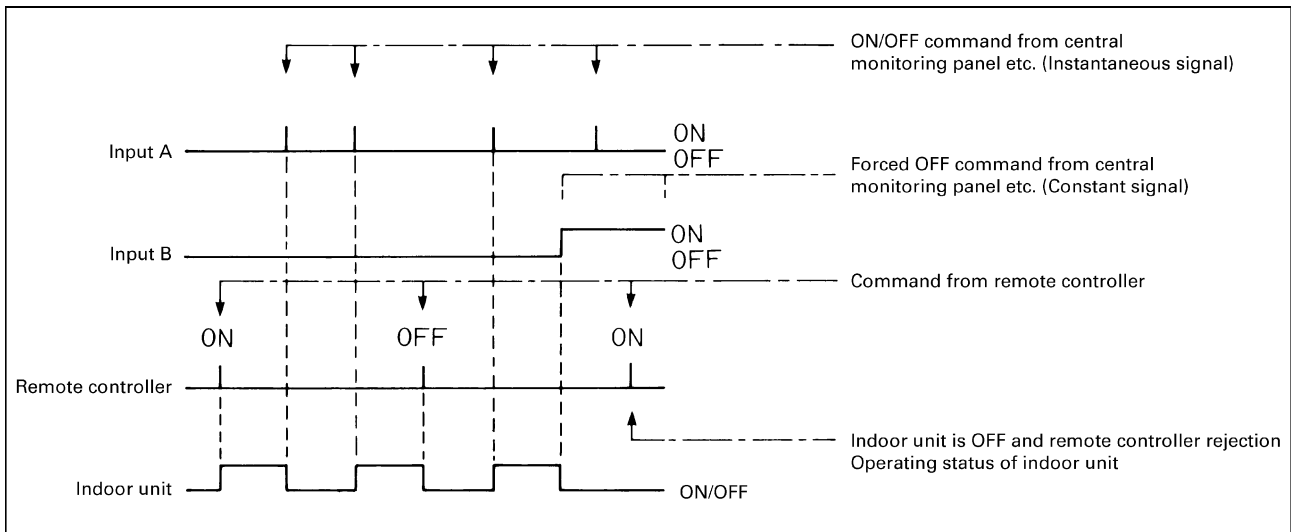 ON/OFF command from central
monitoring panel etc. (Instantaneous signal)
Input A
ON
OFF
Forced OFF command from central
monitoring panel etc. (Constant signal)
Input B
ON
OFF
Command from remote controller
ON
OFF
ON
Remote controller
Indoor unit is OFF and remote controller rejection
Operating status of indoor unit
Indoor unit
ON/OFF